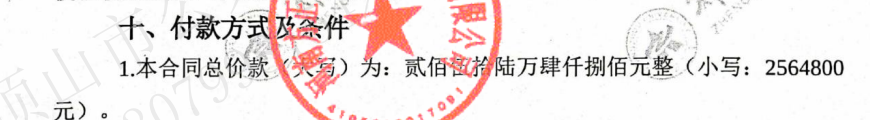 十、付款方式及条件
1.本合同总价款（大写）为：贰佰伍拾陆万肆仟捌佰元整（小写：2564800
元）。